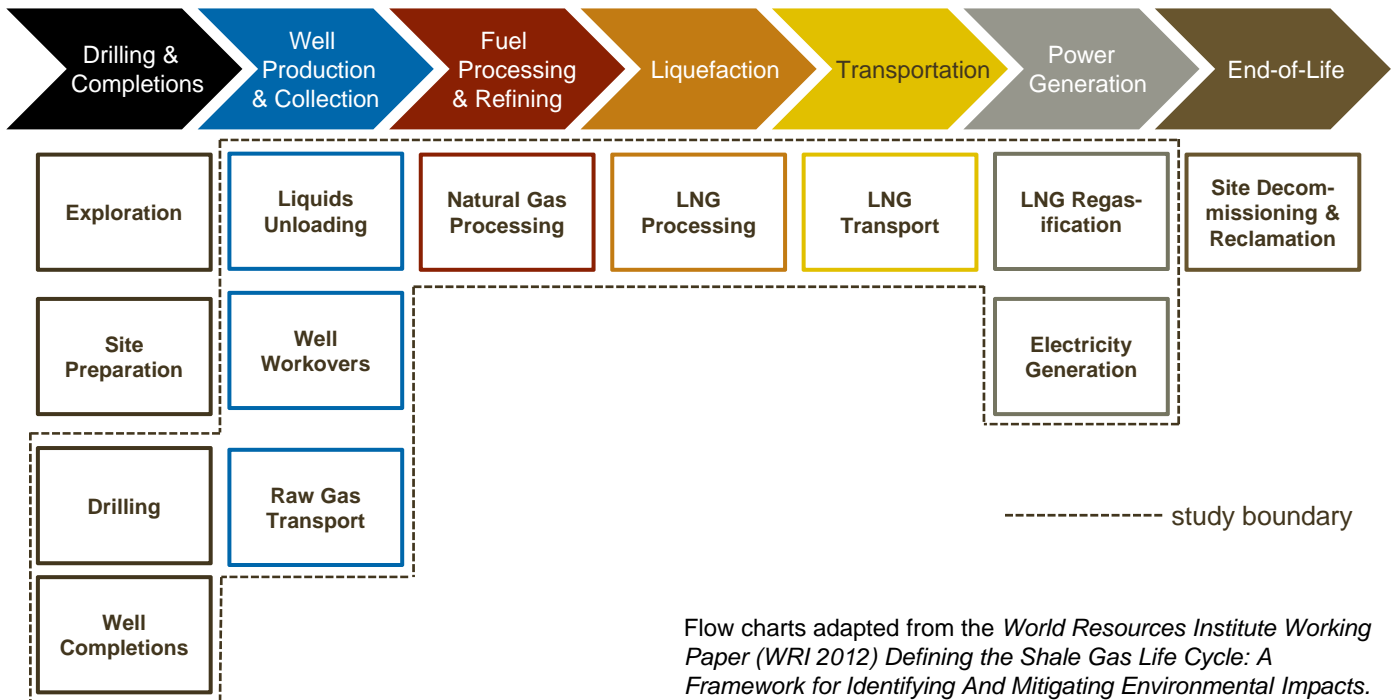 Drilling &
Completions
Well
Production
& Collection
Fuel
Processing
& Refining
Liquefaction
Transportation
Power
Generation
End-of-Life
Exploration
Liquids
Unloading
Natural Gas
Processing
LNG
Processing
LNG
Transport
LNG Regas-
ification
Site Decom-
missioning &
Reclamation
Site
Preparation
Well
Workovers
Electricity
Generation
Drilling
Raw Gas
Transport
study boundary
Well
Completions
Flow charts adapted from the World Resources Institute Working
Paper (WRI 2012) Defining the Shale Gas Life Cycle: A
Framework for Identifying And Mitigating Environmental Impacts.